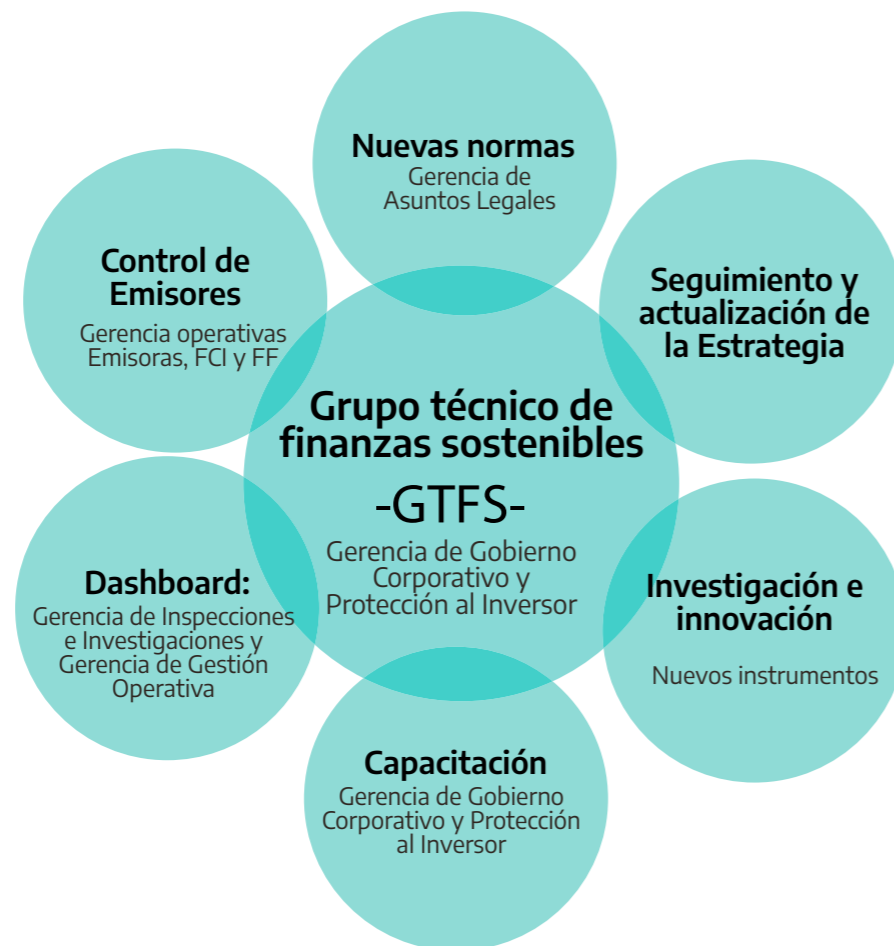 Nuevas normas
Gerencia de
Asuntos Legales
Control de
Emisores
Gerencia operativas
Emisoras, FCI y FF
Seguimiento y
actualización de
la Estrategia
Grupo técnico de
finanzas sostenibles
-GTFS-
Gerencia de Gobierno
Corporativo y
Protección al Inversor
Dashboard:
Gerencia de Inspecciones
e Investigaciones y
Gerencia de Gestión
Operativa
Investigación e
innovación
Nuevos instrumentos
Capacitación
Gerencia de Gobierno
Corporativo y Protección
al Inversor